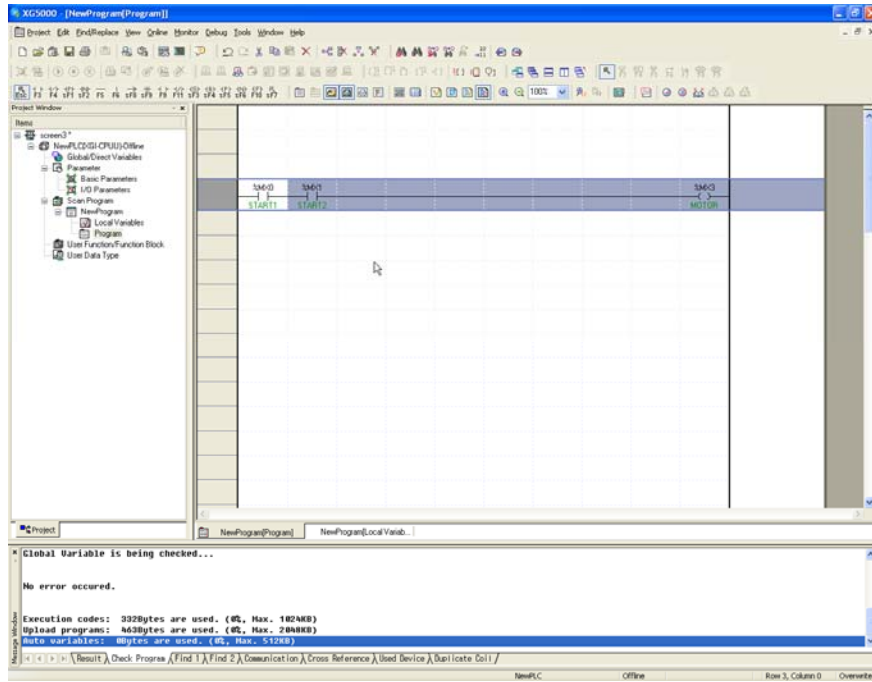 XG5000 - [NewProgram[Program]]
Project Edit Find/Replace View Online Monitor Debug Tools Window Help
100%
Project Window
Items
screen3 *
NewPLC(XGI-CPUU)-Offline
Global/Direct Variables
Parameter
Basic Parameters
I/O Parameters
Scan Program
NewProgram
Local Variables
Program
User Function/Function Block
User Data Type
%MX0 %MX1 %MX3
START1 START2 MOTOR
Project
NewProgram[Program] NewProgram[Local Variab...
Global Variable is being checked...
No error occured.
Execution codes: 332Bytes are used. (0%, Max. 1024KB)
Upload programs: 463Bytes are used. (0%, Max. 2048KB)
Auto variables: 0Bytes are used. (0%, Max. 512KB)
Message Window
Result Check Program Find 1 Find 2 Communication Cross Reference Used Device Duplicate Coil
NewPLC Offline Row 3, Column 0 Overwrite